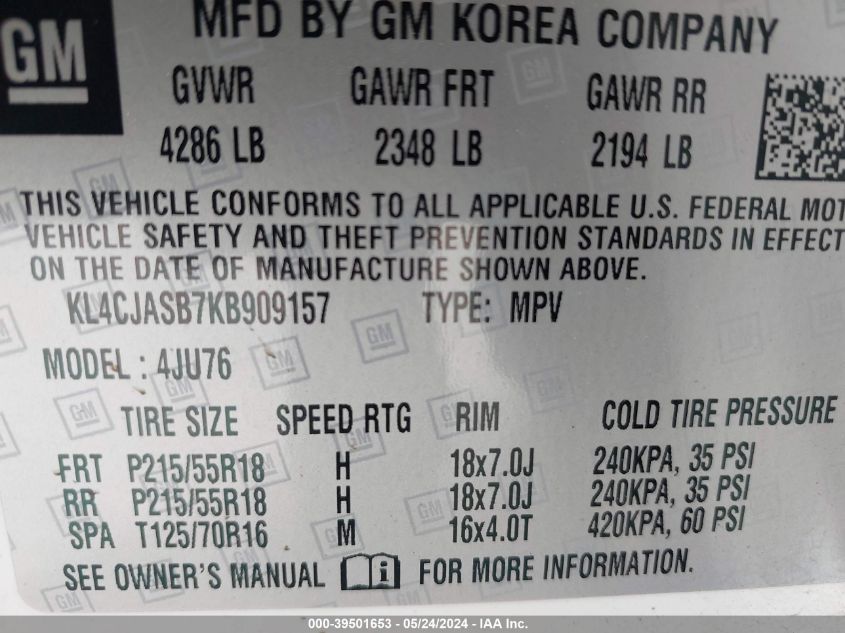 GM
MFD BY GM KOREA COMPANY
GVWR GAWR FRT GAWR RR
4286 LB 2348 LB 2194 LB
THIS VEHICLE CONFORMS TO ALL APPLICABLE U.S. FEDERAL MOT
VEHICLE SAFETY AND THEFT PREVENTION STANDARDS IN EFFECT
ON THE DATE OF MANUFACTURE SHOWN ABOVE.
KL4CJASB7KB909157 TYPE: MPV
MODEL : 4JU76
TIRE SIZE SPEED RTG RIM COLD TIRE PRESSURE
FRT P215/55R18 H 18x7.0J 240KPA, 35 PSI
RR P215/55R18 H 18x7.0J 240KPA, 35 PSI
SPA T125/70R16 M 16x4.0T 420KPA, 60 PSI
SEE OWNER'S MANUAL i FOR MORE INFORMATION.
000-39501653 - 05/24/2024 - IAA Inc.